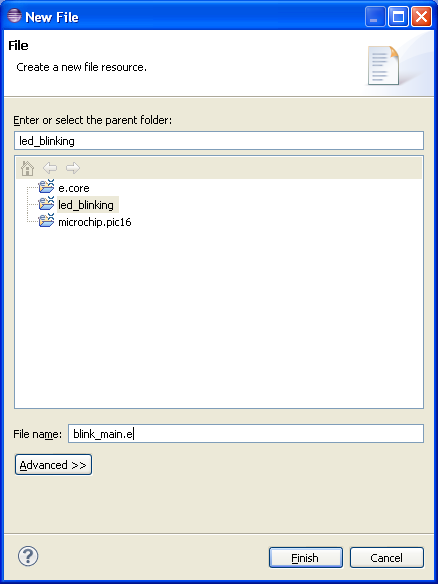 New File
File
Create a new file resource.
Enter or select the parent folder:
led_blinking
e.core
led_blinking
microchip.pic16
File name: blink_main.e
Advanced >>
? Finish Cancel